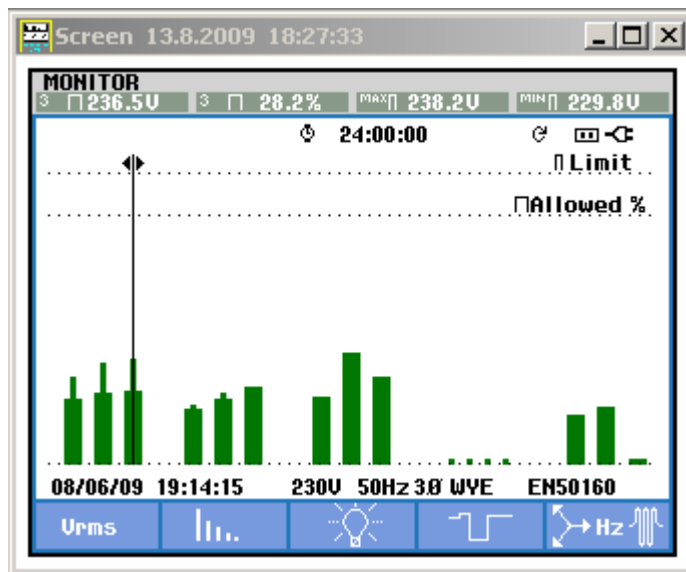 Screen 13.8.2009 18:27:33
MONITOR
3 236.5V 3 28.2% MAX 238.2V MIN 229.8V
24:00:00
Limit
Allowed %
08/06/09 19:14:15 230V 50Hz 3Ø WYE EN50160
Vrms Hz